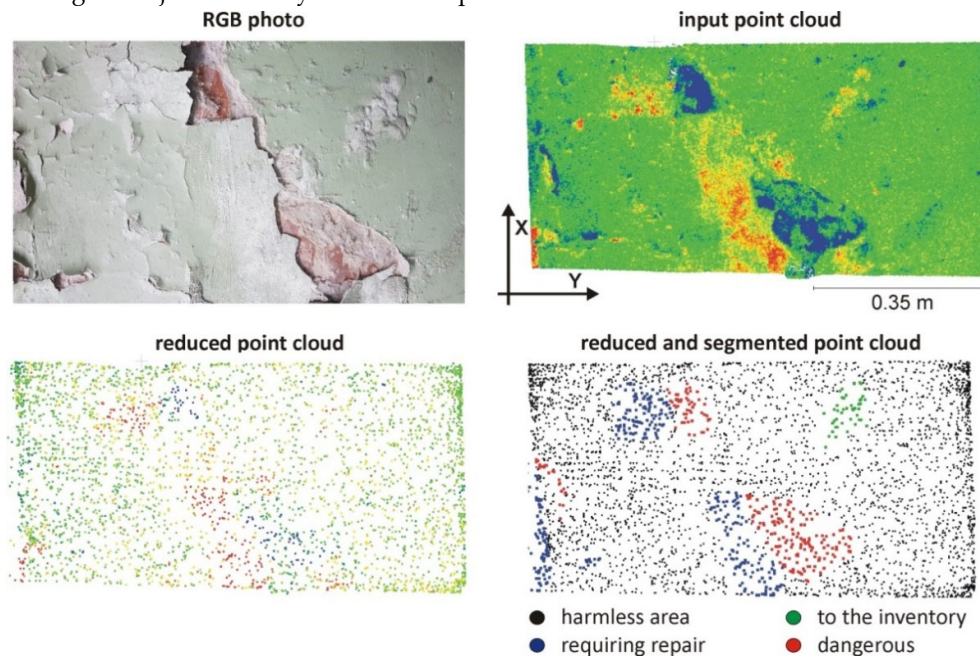 RGB photo
input point cloud
X
Y
0.35 m
reduced point cloud
reduced and segmented point cloud
harmless area
to the inventory
requiring repair
dangerous